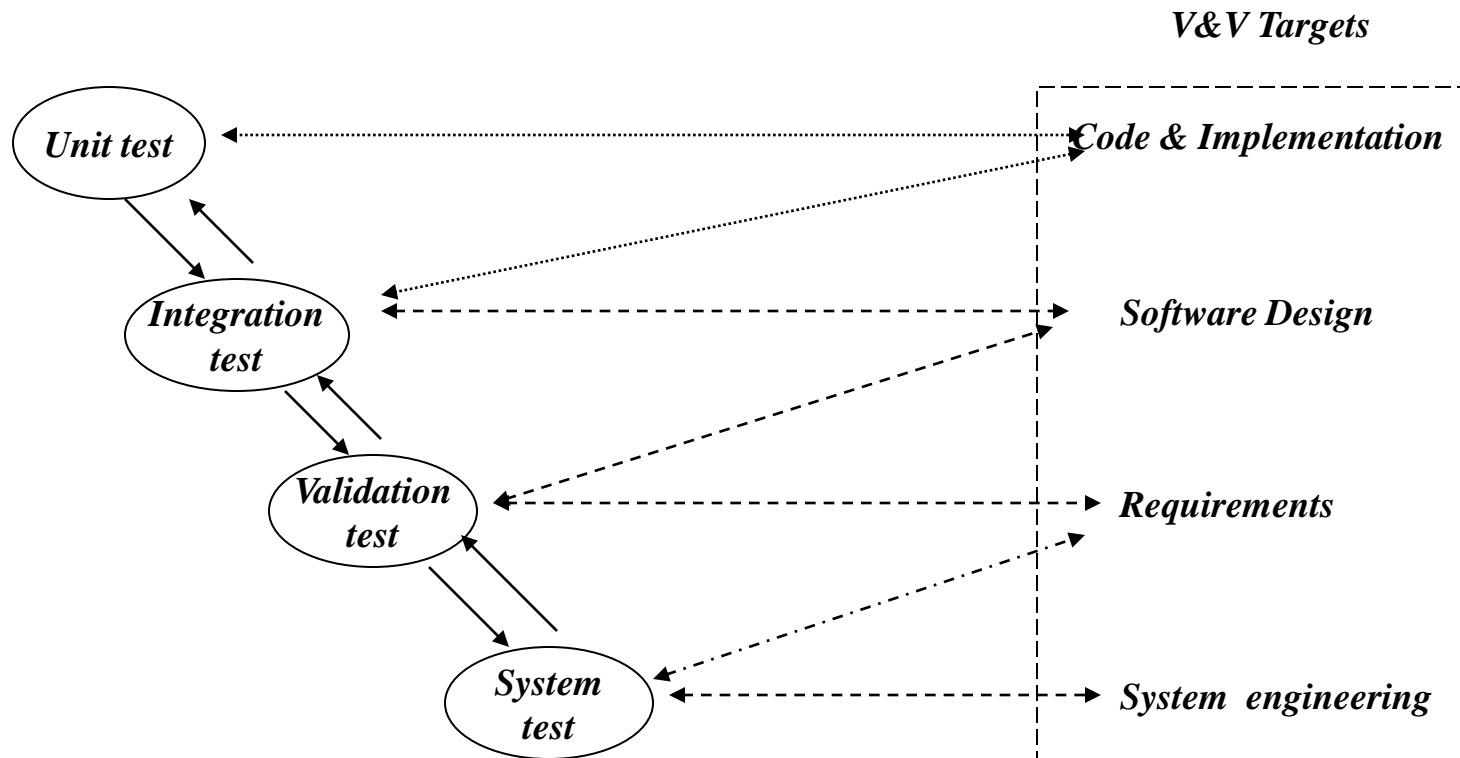 V&V Targets
Unit test
Code & Implementation
Integration
test
Software Design
Validation
test
Requirements
System
test
System engineering